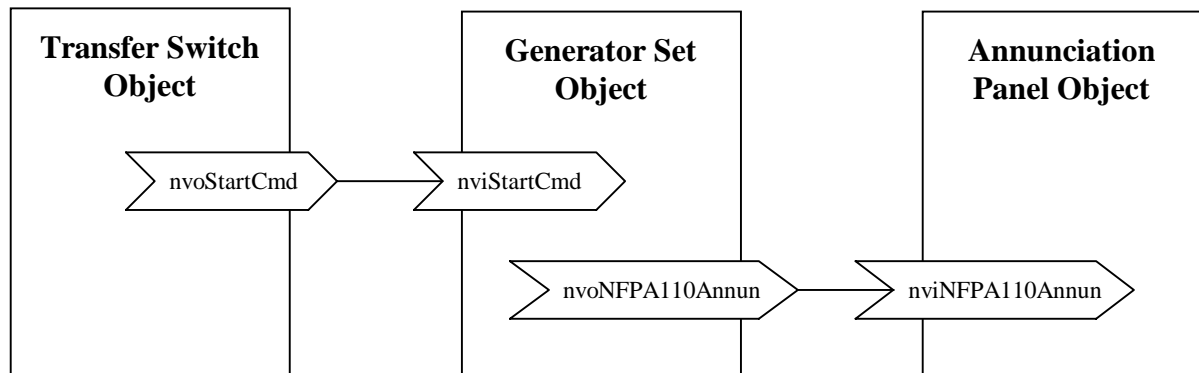 Transfer Switch
Object
Generator Set
Object
Annunciation
Panel Object
nvoStartCmd
nviStartCmd
nvoNFPA110Annun
nviNFPA110Annun